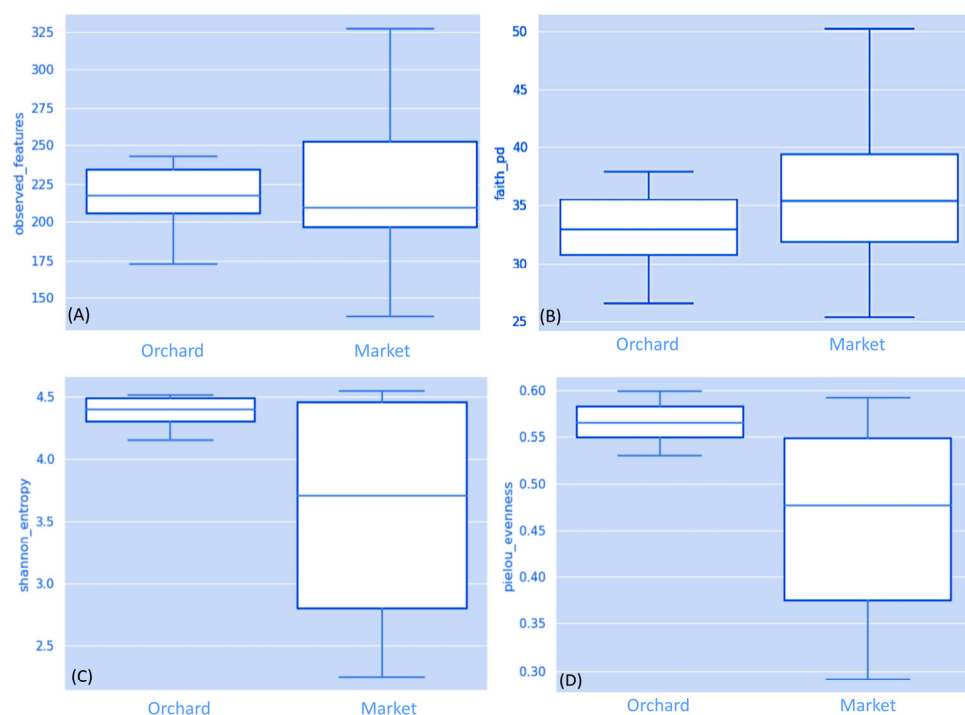 observed_features
325
300
275
250
225
200
175
150
(A)
Orchard Market
faith_pd
50
45
40
35
30
25
(B)
Orchard Market
shannon_entropy
4.5
4.0
3.5
3.0
2.5
(C)
Orchard Market
pielou_evenness
0.60
0.55
0.50
0.45
0.40
0.35
0.30
(D)
Orchard Market